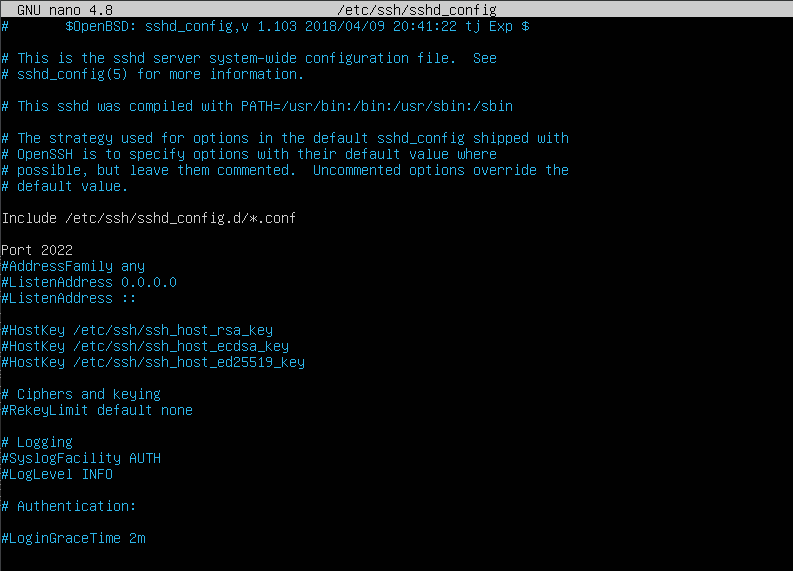 GNU nano 4.8 /etc/ssh/sshd_config
# $OpenBSD: sshd_config,v 1.103 2018/04/09 20:41:22 tj Exp $
# This is the sshd server system-wide configuration file. See
# sshd_config(5) for more information.
# This sshd was compiled with PATH=/usr/bin:/bin:/usr/sbin:/sbin
# The strategy used for options in the default sshd_config shipped with
# OpenSSH is to specify options with their default value where
# possible, but leave them commented. Uncommented options override the
# default value.
Include /etc/ssh/sshd_config.d/*.conf
Port 2022
#AddressFamily any
#ListenAddress 0.0.0.0
#ListenAddress ::
#HostKey /etc/ssh/ssh_host_rsa_key
#HostKey /etc/ssh/ssh_host_ecdsa_key
#HostKey /etc/ssh/ssh_host_ed25519_key
# Ciphers and keying
#RekeyLimit default none
# Logging
#SyslogFacility AUTH
#LogLevel INFO
# Authentication:
#LoginGraceTime 2m